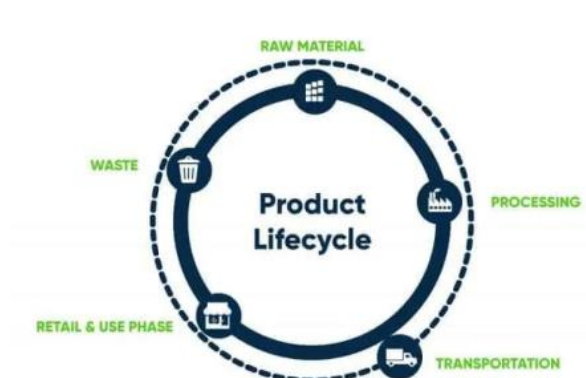 RAW MATERIAL
WASTE
Product
Lifecycle
PROCESSING
RETAIL & USE PHASE
TRANSPORTATION